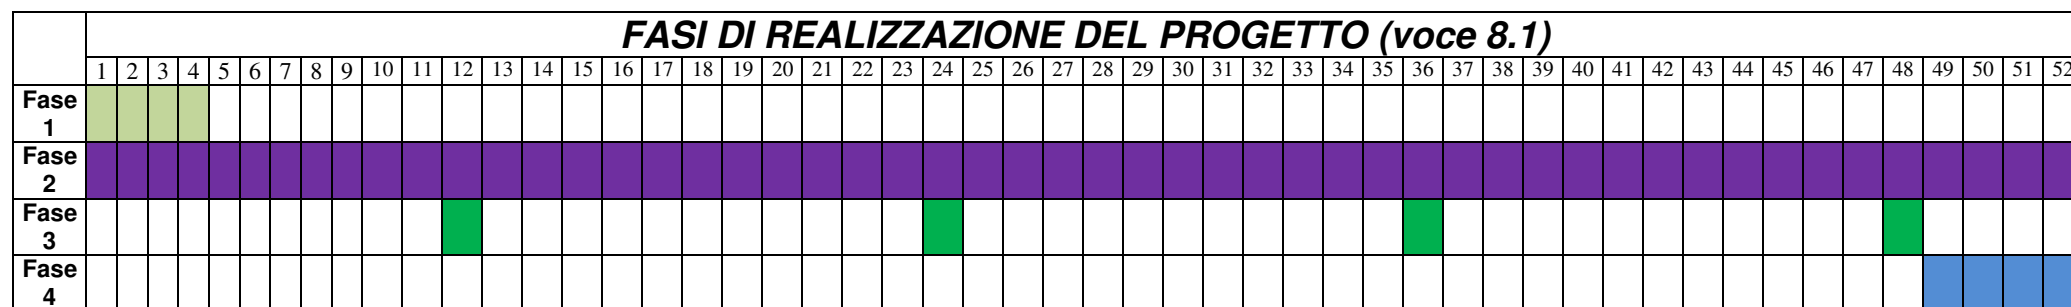 FASI DI REALIZZAZIONE DEL PROGETTO (voce 8.1)
1 2 3 4 5 6 7 8 9 10 11 12 13 14 15 16 17 18 19 20 21 22 23 24 25 26 27 28 29 30 31 32 33 34 35 36 37 38 39 40 41 42 43 44 45 46 47 48 49 50 51 52
Fase
1
Fase
2
Fase
3
Fase
4